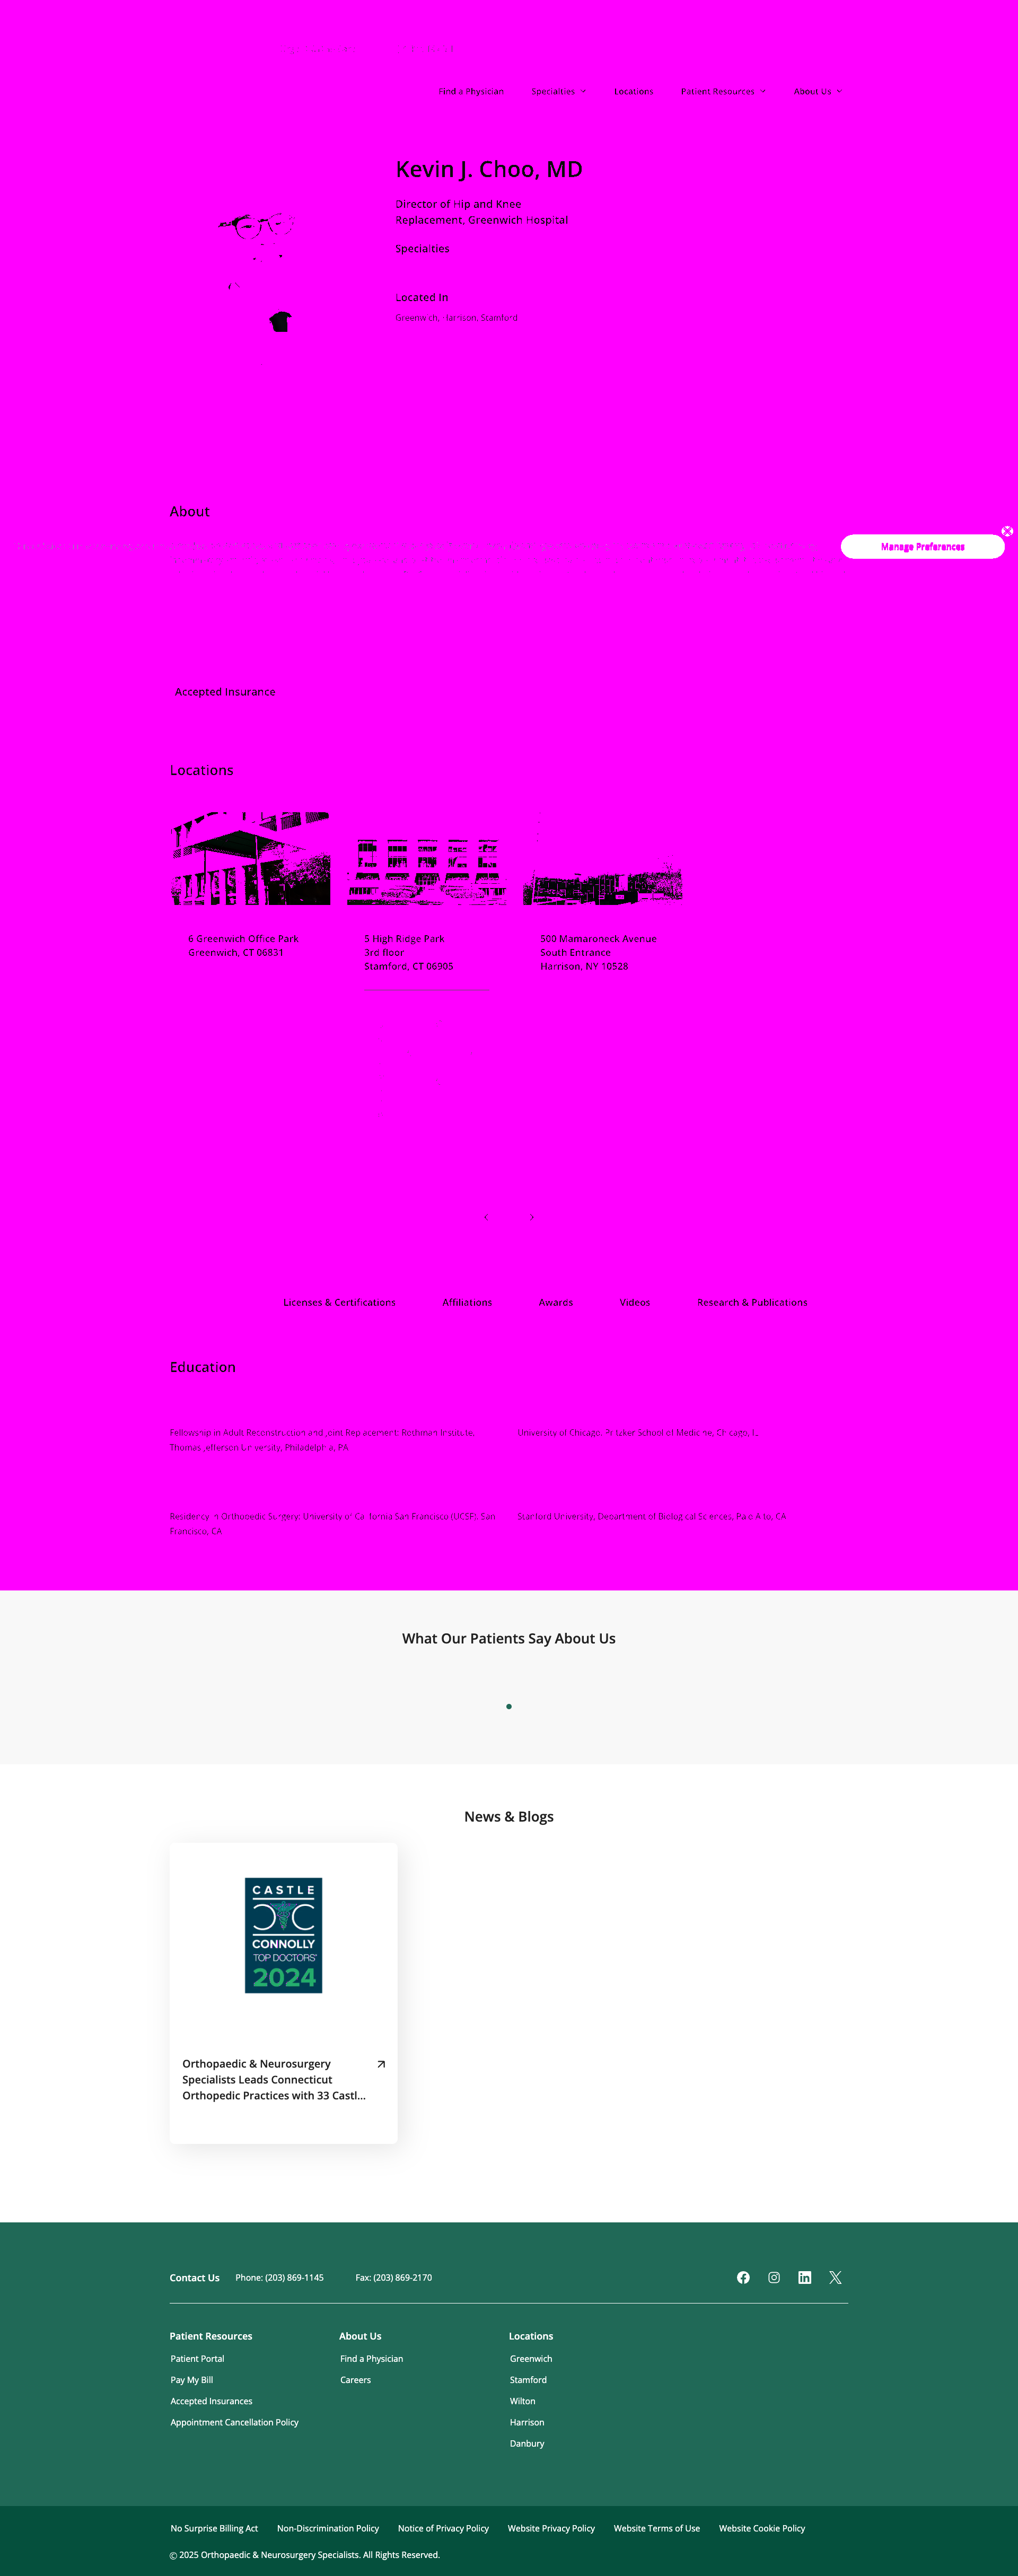 Find a Physician
Specialties
Locations
Patient Resources
About Us
Kevin J. Choo, MD
Director of Hip and Knee
Replacement, Greenwich Hospital
Specialties
Located In
Greenwich, Harrison, Stamford
About
Manage Preferences
Accepted Insurance
Locations
6 Greenwich Office Park
Greenwich, CT 06831
5 High Ridge Park
3rd floor
Stamford, CT 06905
500 Mamaroneck Avenue
South Entrance
Harrison, NY 10528
Licenses & Certifications
Affiliations
Awards
Videos
Research & Publications
Education
Fellowship in Adult Reconstruction and Joint Replacement: Rothman Institute,
Thomas Jefferson University, Philadelphia, PA
University of Chicago, Pritzker School of Medicine, Chicago, IL
Residency in Orthopedic Surgery: University of California San Francisco (UCSF), San
Francisco, CA
Stanford University, Department of Biological Sciences, Palo Alto, CA
What Our Patients Say About Us
News & Blogs
CASTLE
CONNOLLY
TOP DOCTORS
2024
Orthopaedic & Neurosurgery
Specialists Leads Connecticut
Orthopedic Practices with 33 Castl...
Contact Us
Phone: (203) 869-1145
Fax: (203) 869-2170
Patient Resources
Patient Portal
Pay My Bill
Accepted Insurances
Appointment Cancellation Policy
About Us
Find a Physician
Careers
Locations
Greenwich
Stamford
Wilton
Harrison
Danbury
No Surprise Billing Act
Non-Discrimination Policy
Notice of Privacy Policy
Website Privacy Policy
Website Terms of Use
Website Cookie Policy
© 2025 Orthopaedic & Neurosurgery Specialists. All Rights Reserved.